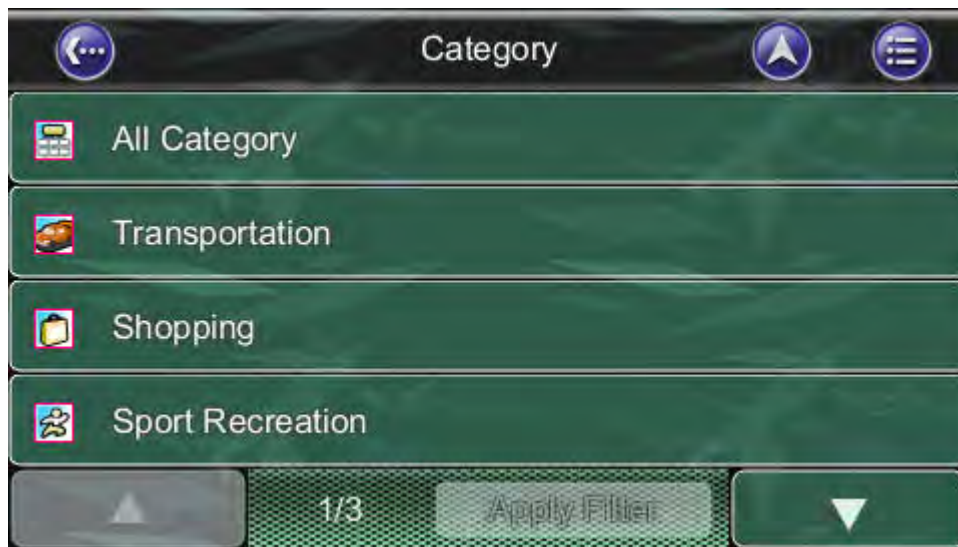 Category
All Category
Transportation
Shopping
Sport Recreation
1/3 Apply Filter